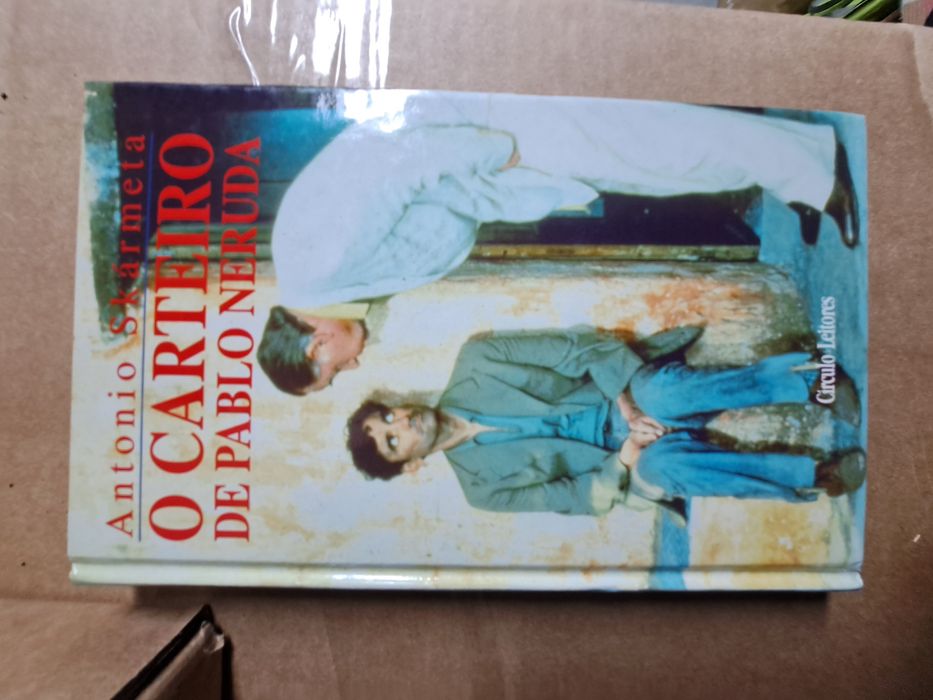 Antonio Skármeta
O CARTEIRO
DE PABLO NERUDA
Círculo de Leitores